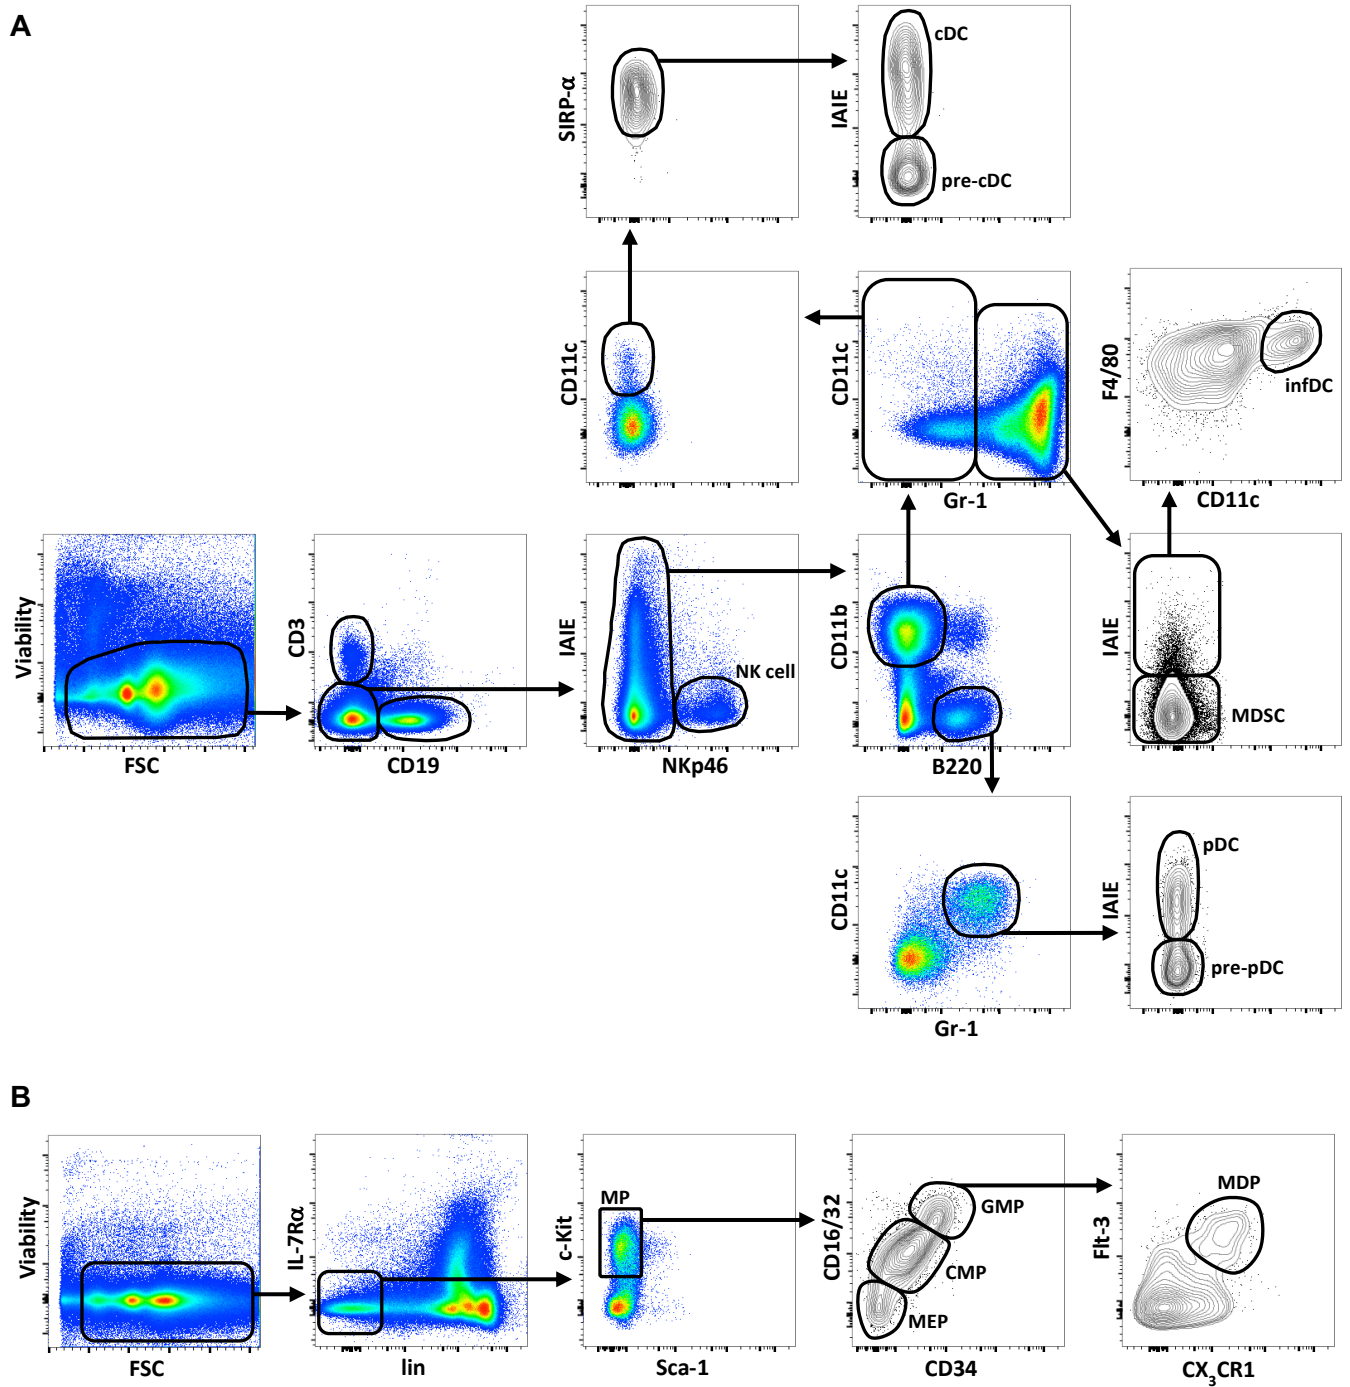 A
SIRP-α
IAIE
cDC
pre-cDC
CD11c
CD11c
Gr-1
F4/80
infDC
CD11c
Viability
FSC
CD3
CD19
IAIE
NK cell
NKp46
CD11b
B220
IAIE
MDSC
CD11c
Gr-1
IAIE
pDC
pre-pDC
B
Viability
FSC
IL-7Rα
lin
c-Kit
MP
Sca-1
CD16/32
GMP
CMP
MEP
CD34
Flt-3
MDP
CX₃CR1